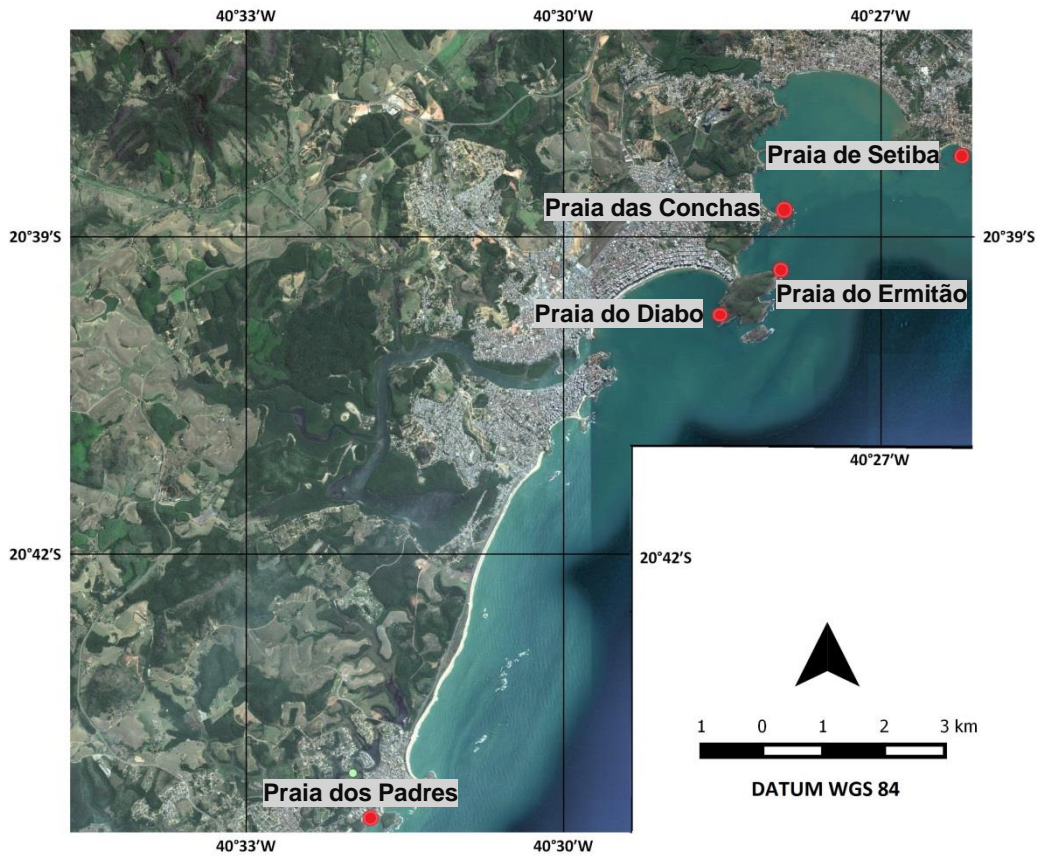 40°33'W 40°30'W 40°27'W
Praia de Setiba
Praia das Conchas
20°39'S 20°39'S
Praia do Ermitão
Praia do Diabo
40°27'W
20°42'S 20°42'S
1 0 1 2 3 km
DATUM WGS 84
Praia dos Padres
40°33'W 40°30'W